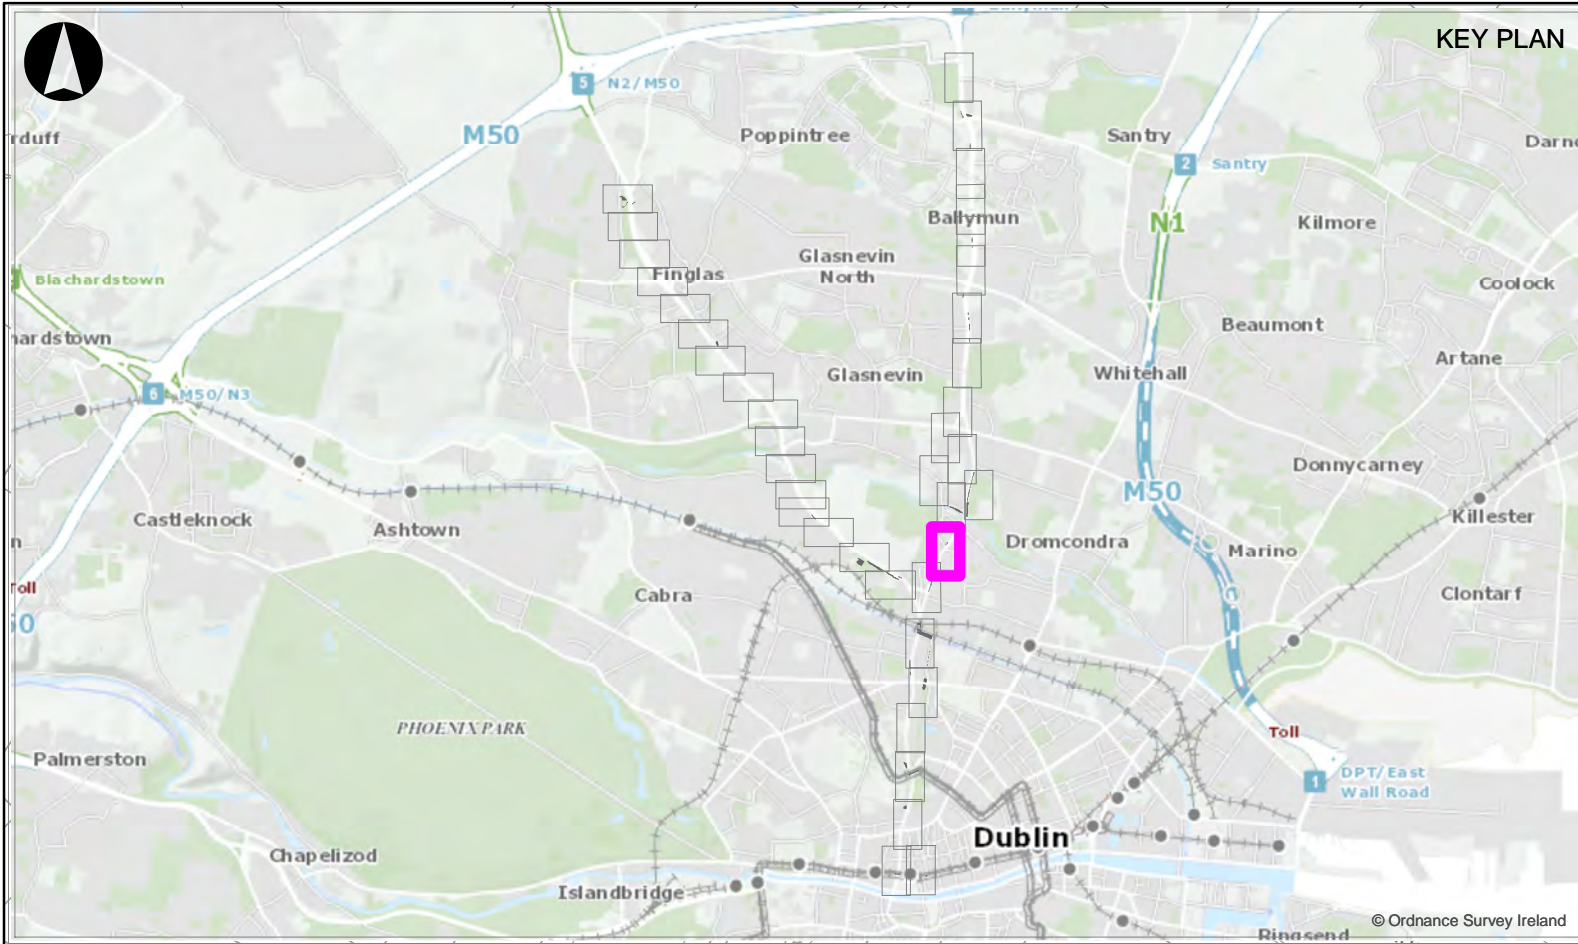 KEY PLAN
5 N2/M50
M50
rduff
Poppintree
Santry
Darn
2 Santry
Ballymun
N1
Kilmore
Glasnevin
North
Finglas
Blachardstown
Coolock
hardstown
Beaumont
Artane
Glasnevin
Whitehall
6 M50/N3
Donnycarney
M50
Castleknock
Ashtown
Killester
n
Dromcondra
Marino
Toll
Cabra
Clontarf
50
PHOENIX PARK
Toll
Palmerston
1 DPT/East
Wall Road
Dublin
Chapelizod
Islandbridge
© Ordnance Survey Ireland
Ringsend